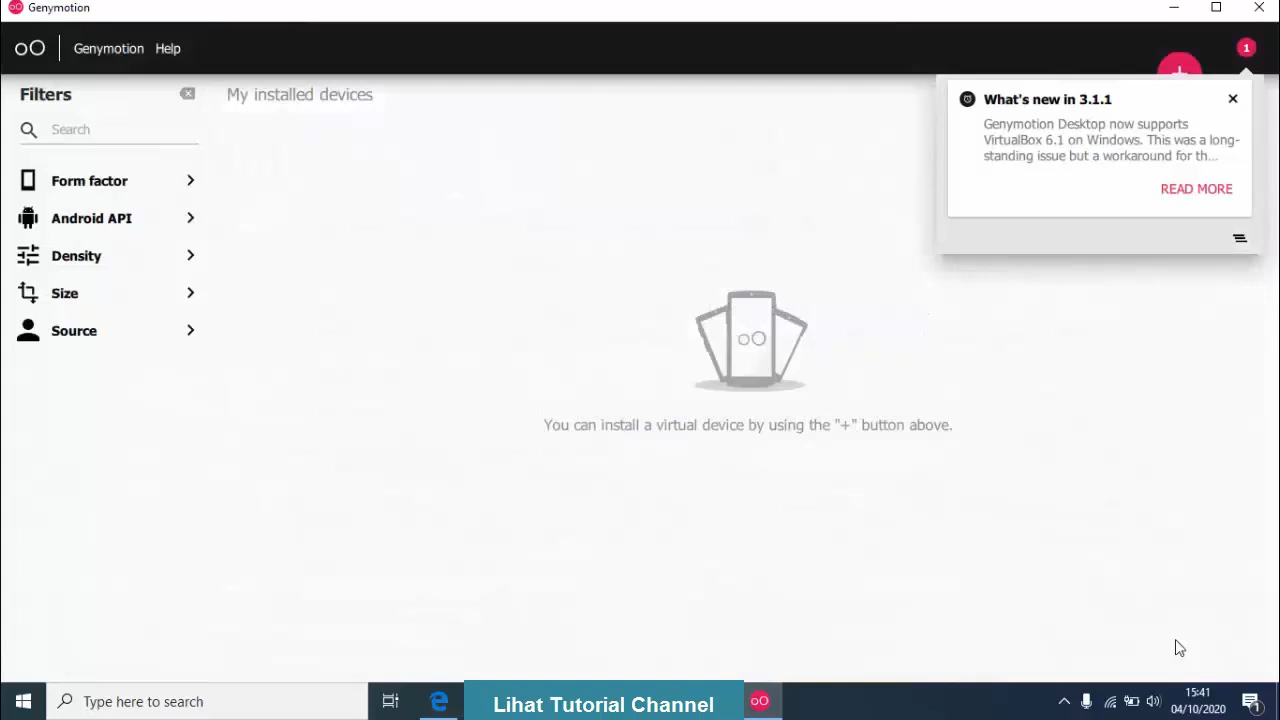 Genymotion
Genymotion Help
1
Filters
My installed devices
Search
Form factor
Android API
Density
Size
Source
What's new in 3.1.1
Genymotion Desktop now supports
VirtualBox 6.1 on Windows. This was a long-
standing issue but a workaround for th...
READ MORE
You can install a virtual device by using the "+" button above.
Type here to search
Lihat Tutorial Channel
15:41
04/10/2020
1